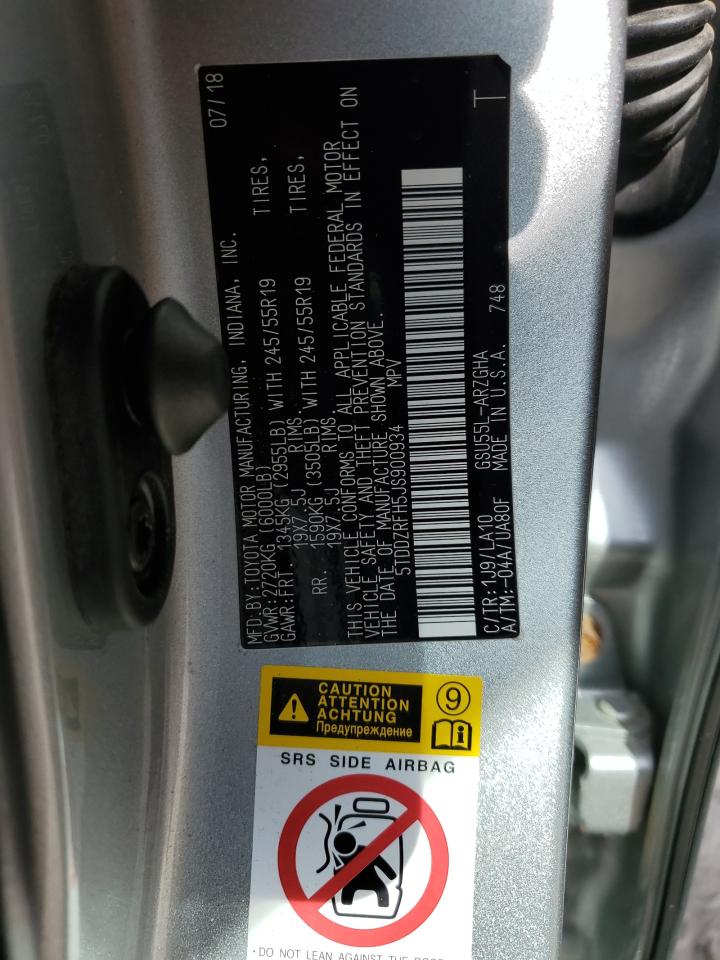 MFD.BY:TOYOTA MOTOR MANUFACTURING, INDIANA, INC. 07/18
GVWR:2720KG (6000LB)
GAWR:FRT. 1345KG (2955LB) WITH 245/55R19 TIRES,
19X7.5J RIMS.
RR. 1590KG (3505LB) WITH 245/55R19 TIRES,
19X7.5J RIMS.
THIS VEHICLE CONFORMS TO ALL APPLICABLE FEDERAL MOTOR
VEHICLE SAFETY AND THEFT PREVENTION STANDARDS IN EFFECT ON
THE DATE OF MANUFACTURE SHOWN ABOVE.
5TDDZRFH5JS900934 MPV
C/TR:1J9/LA10 GSU55L-ARZGHA T
A/TM:-04A/UA80F MADE IN U.S.A. 748
CAUTION
ATTENTION
ACHTUNG
Предупреждение
9
SRS SIDE AIRBAG
· DO NOT LEAN AGAINST THE